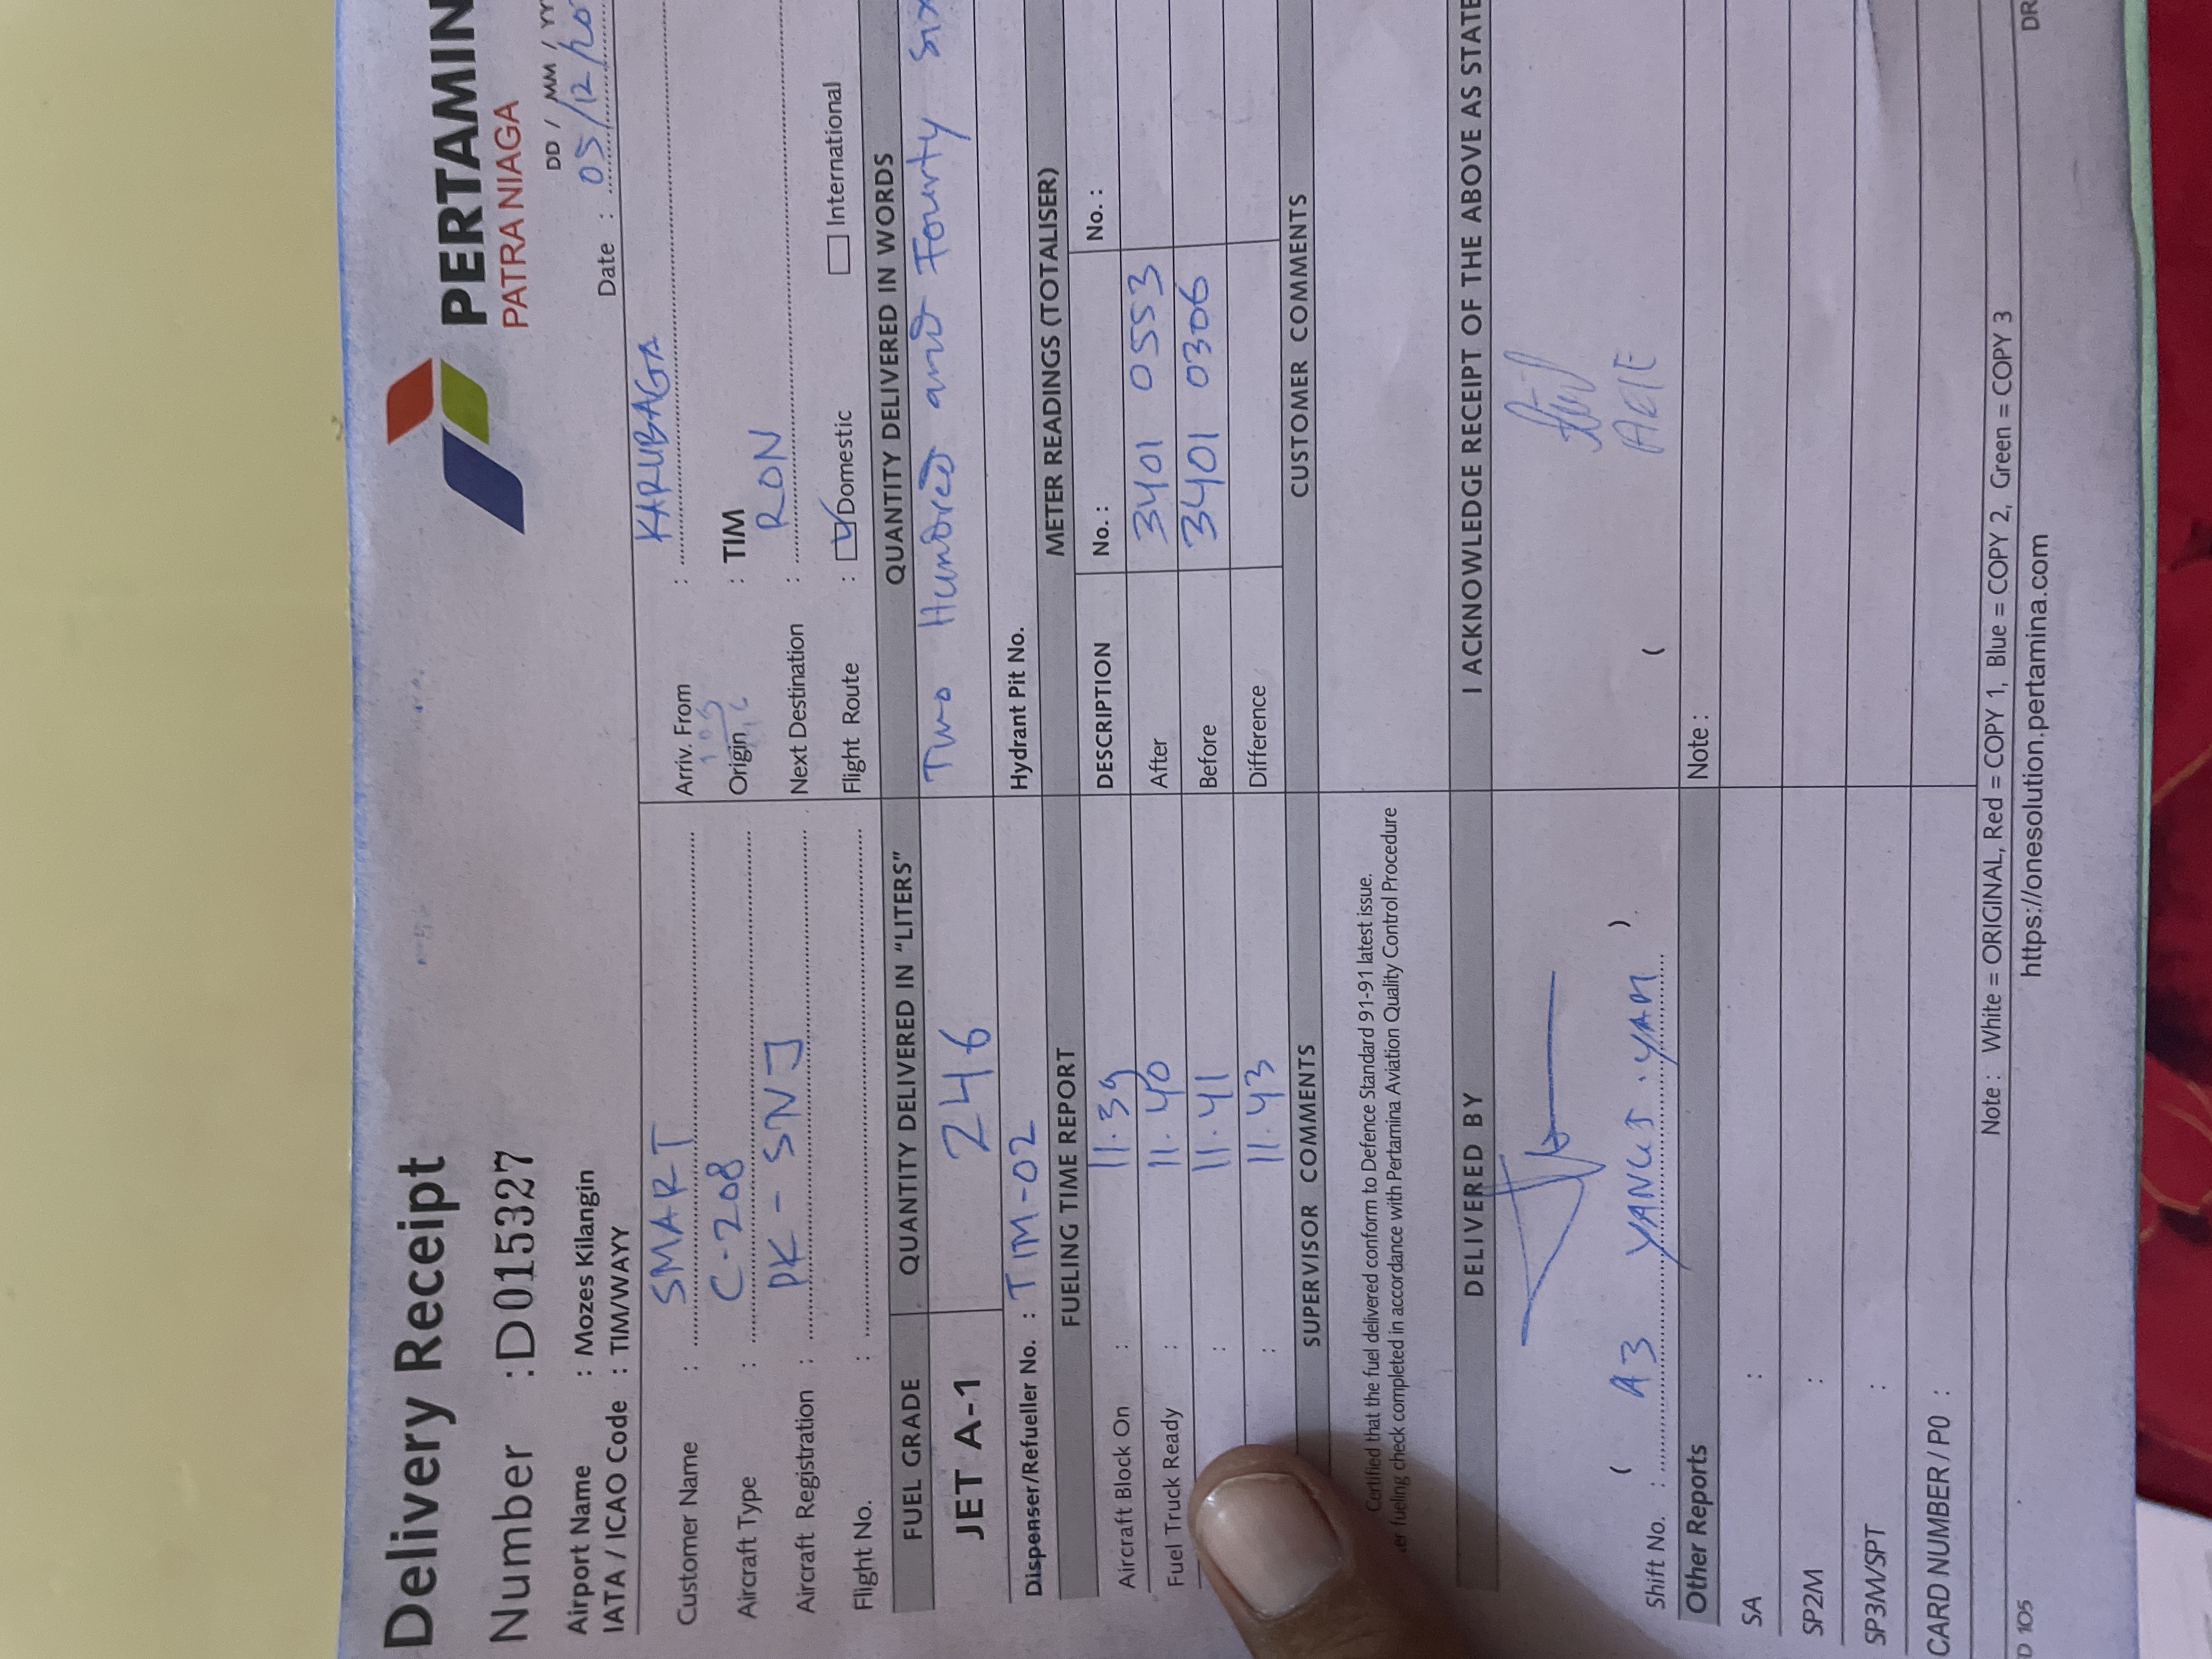 Delivery Receipt
PERTAMIN
PATRA NIAGA
Number : D015327
DD / MM / YY
Airport Name : Mozes Kilangin
IATA / ICAO Code : TIM/WAYY
Date : 05/12/20
Customer Name : SMART
Arriv. From : KARUBAGA
Aircraft Type : C-208
Origin : TIM
Aircraft Registration : PK - SNJ
Next Destination : RON
Flight No. :
Flight Route : Domestic International
FUEL GRADE QUANTITY DELIVERED IN "LITERS" QUANTITY DELIVERED IN WORDS
JET A-1 246 Two Hundred and Fourty six
Dispenser/Refueller No. : TIM-02 Hydrant Pit No.
FUELING TIME REPORT METER READINGS (TOTALISER)
DESCRIPTION No. : No. :
Aircraft Block On : 11.39 After 3401 0553
Fuel Truck Ready : 11.40 Before 3401 0306
: 11.41 Difference
: 11.43
SUPERVISOR COMMENTS CUSTOMER COMMENTS
Certified that the fuel delivered conform to Defence Standard 91-91 latest issue.
fueling check completed in accordance with Pertamina Aviation Quality Control Procedure
DELIVERED BY I ACKNOWLEDGE RECEIPT OF THE ABOVE AS STATE
Shift No. : ( A3 YANUS.YAM ) (
Other Reports Note :
SA :
SP2M :
SP3M/SPT :
CARD NUMBER / PO :
Note : White = ORIGINAL, Red = COPY 1, Blue = COPY 2, Green = COPY 3
D 105 https://onesolution.pertamina.com DR